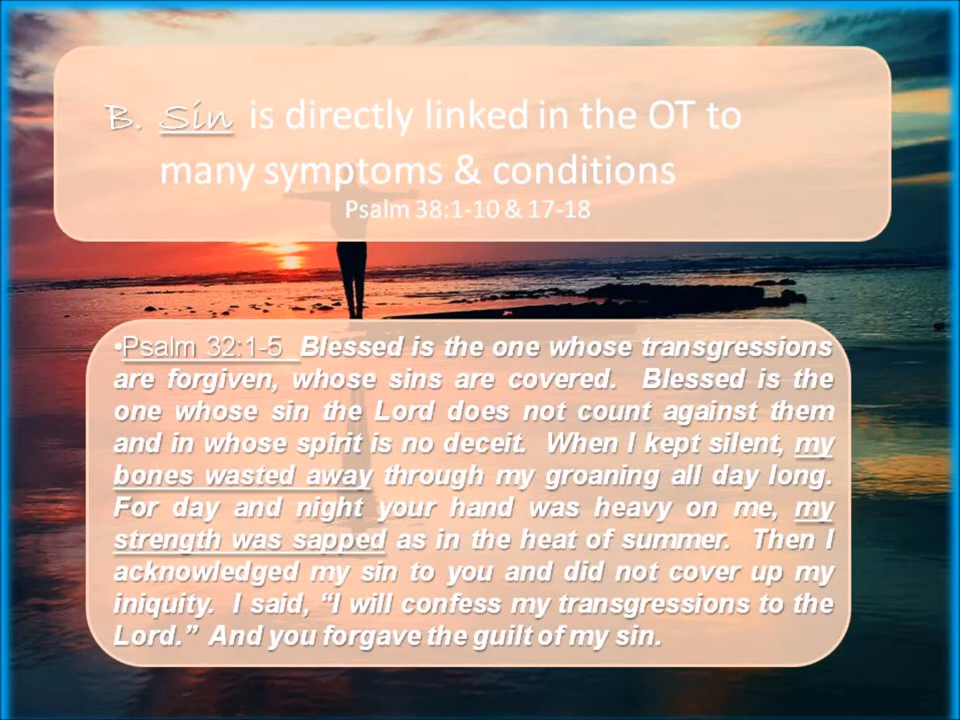 B. Sin is directly linked in the OT to
many symptoms & conditions
Psalm 38:1-10 & 17-18
•Psalm 32:1-5 Blessed is the one whose transgressions
are forgiven, whose sins are covered. Blessed is the
one whose sin the Lord does not count against them
and in whose spirit is no deceit. When I kept silent, my
bones wasted away through my groaning all day long.
For day and night your hand was heavy on me, my
strength was sapped as in the heat of summer. Then I
acknowledged my sin to you and did not cover up my
iniquity. I said, “I will confess my transgressions to the
Lord.” And you forgave the guilt of my sin.